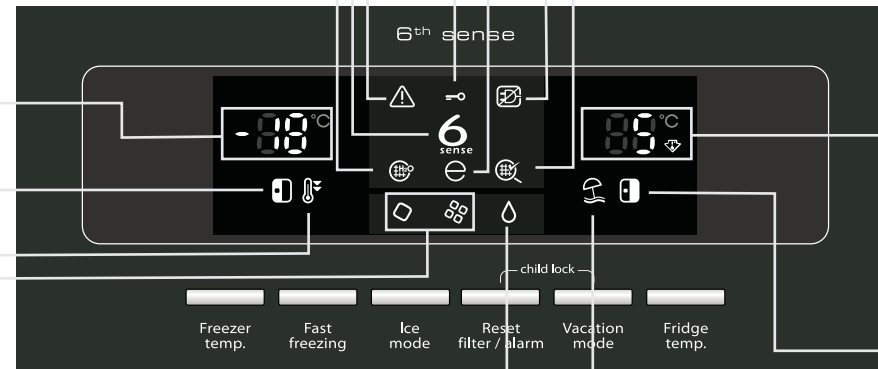 6th sense
-18 °C
5 °C
6
sense
e
child lock
Freezer
temp.
Fast
freezing
Ice
mode
Reset
filter / alarm
Vacation
mode
Fridge
temp.